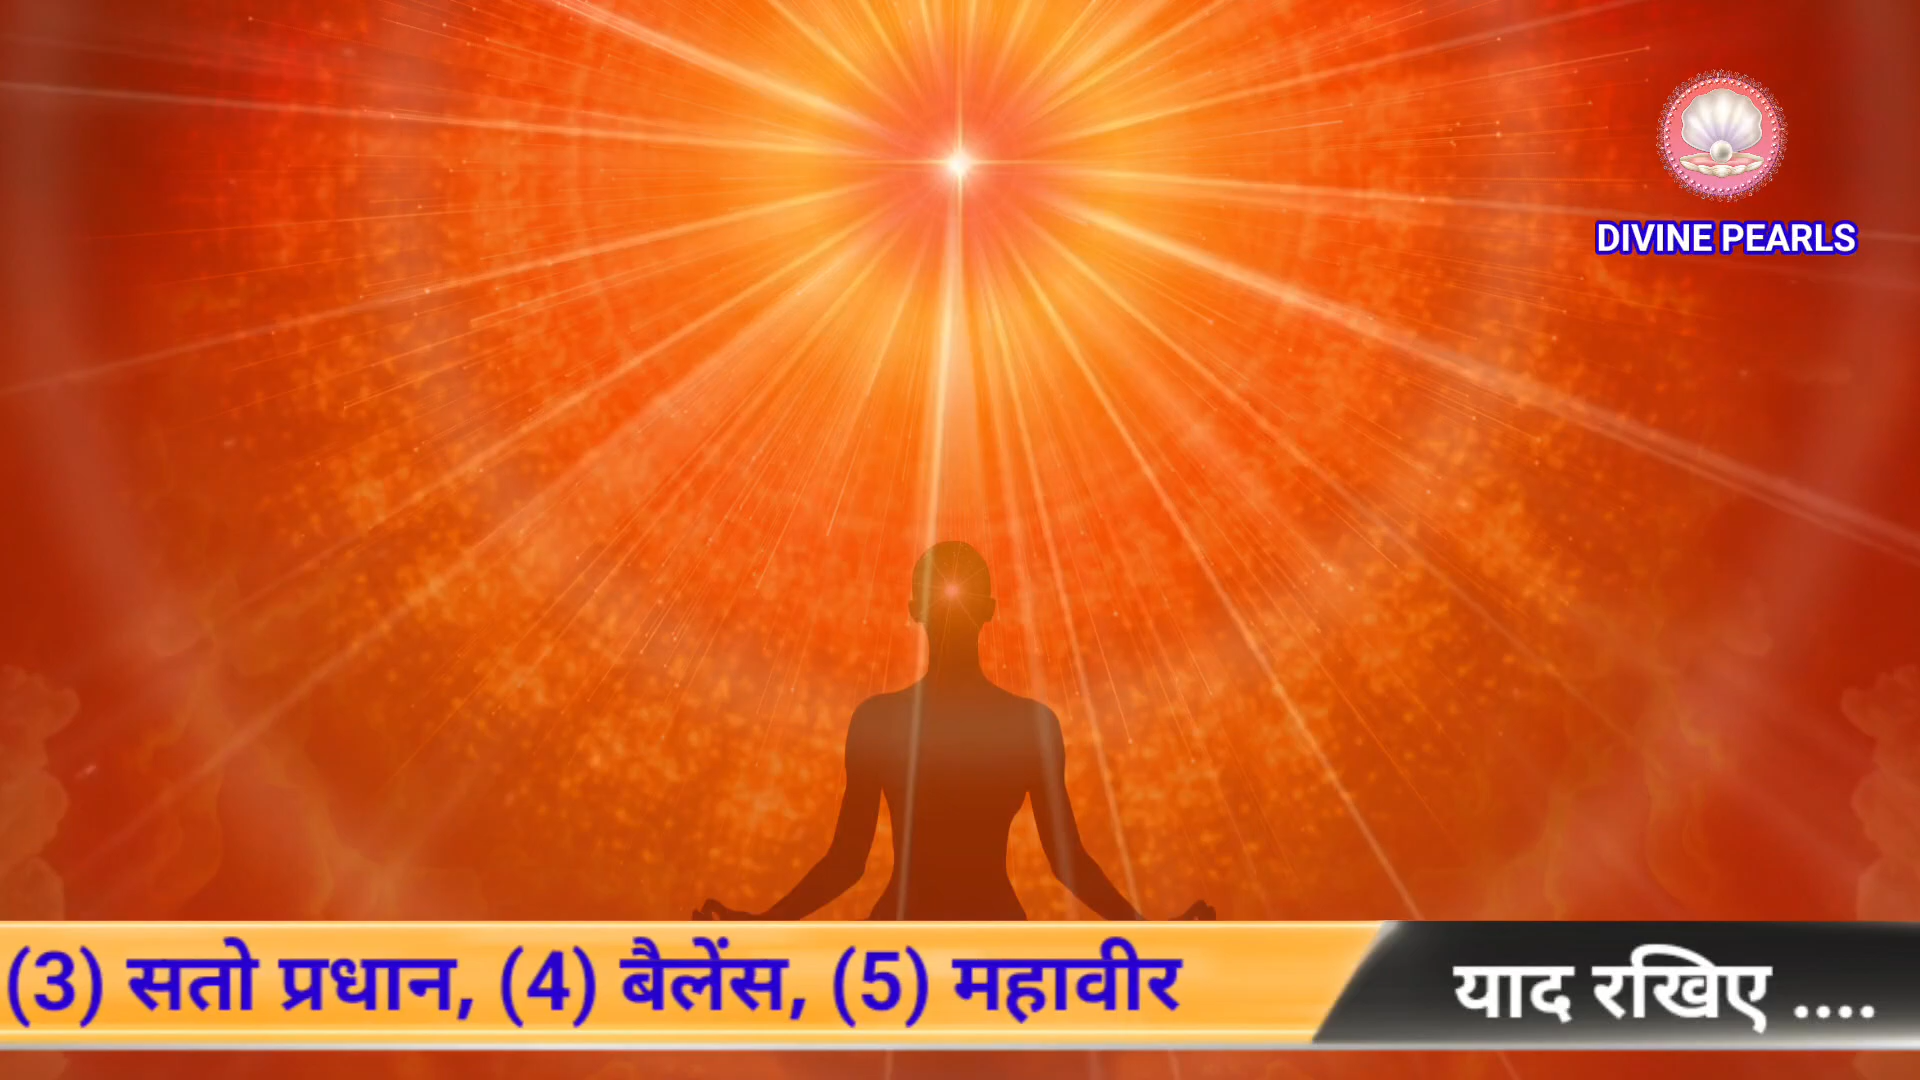 DIVINE PEARLS
(3) सतो प्रधान, (4) बैलेंस, (5) महावीर
याद रखिए ....